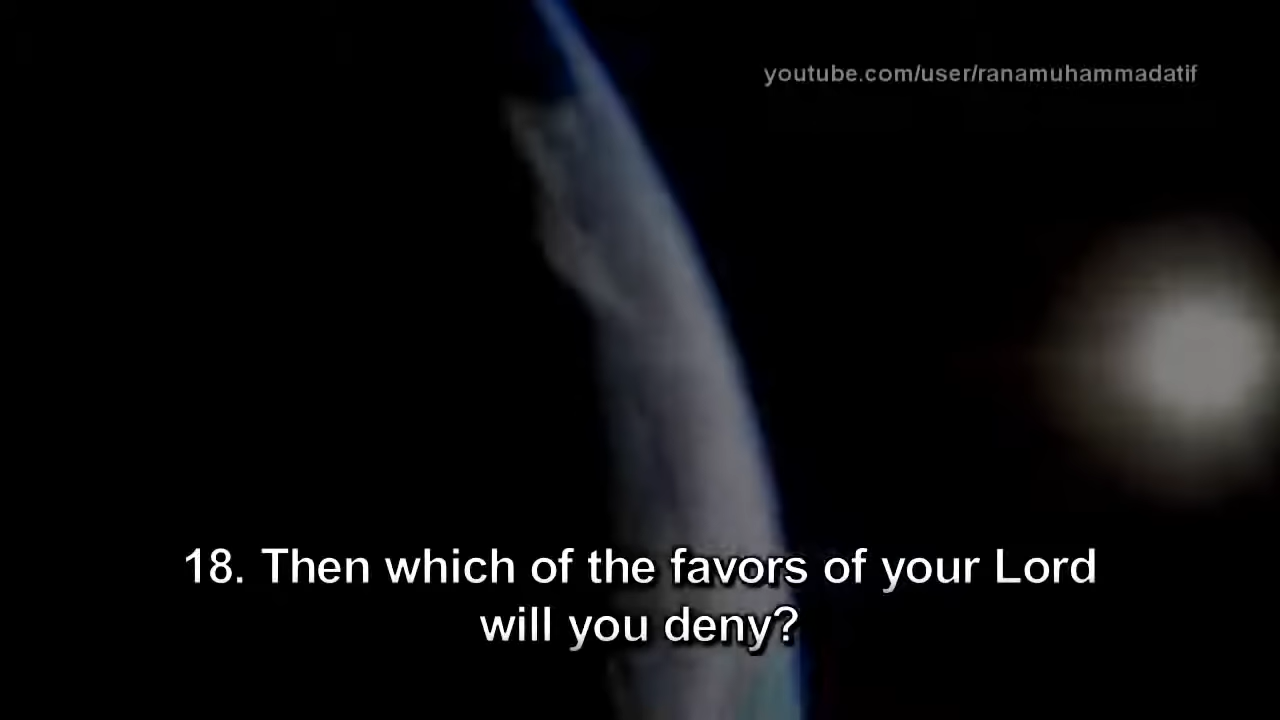 youtube.com/user/ranamuhammadatif
18. Then which of the favors of your Lord
will you deny?